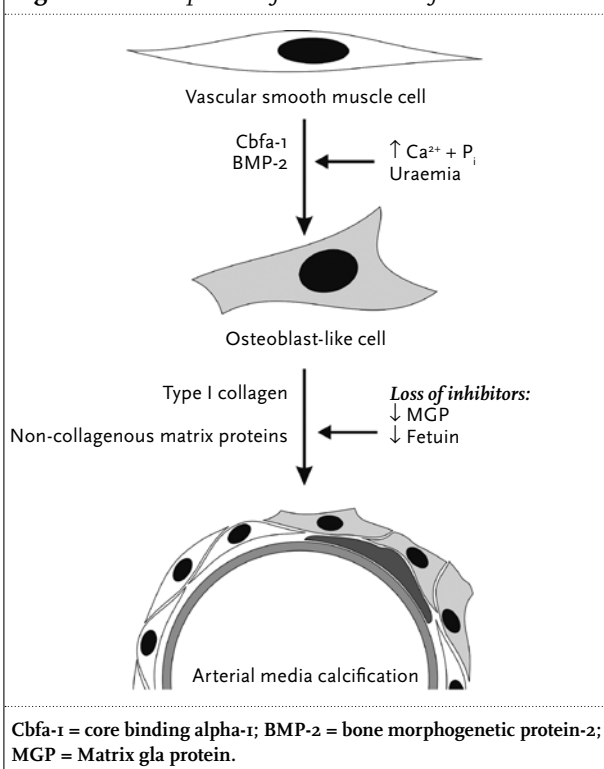 Vascular smooth muscle cell
Cbfa-1
BMP-2
↑ Ca²⁺ + Pᵢ
Uraemia
Osteoblast-like cell
Type I collagen
Non-collagenous matrix proteins
Loss of inhibitors:
↓ MGP
↓ Fetuin
Arterial media calcification
Cbfa-1 = core binding alpha-1; BMP-2 = bone morphogenetic protein-2;
MGP = Matrix gla protein.